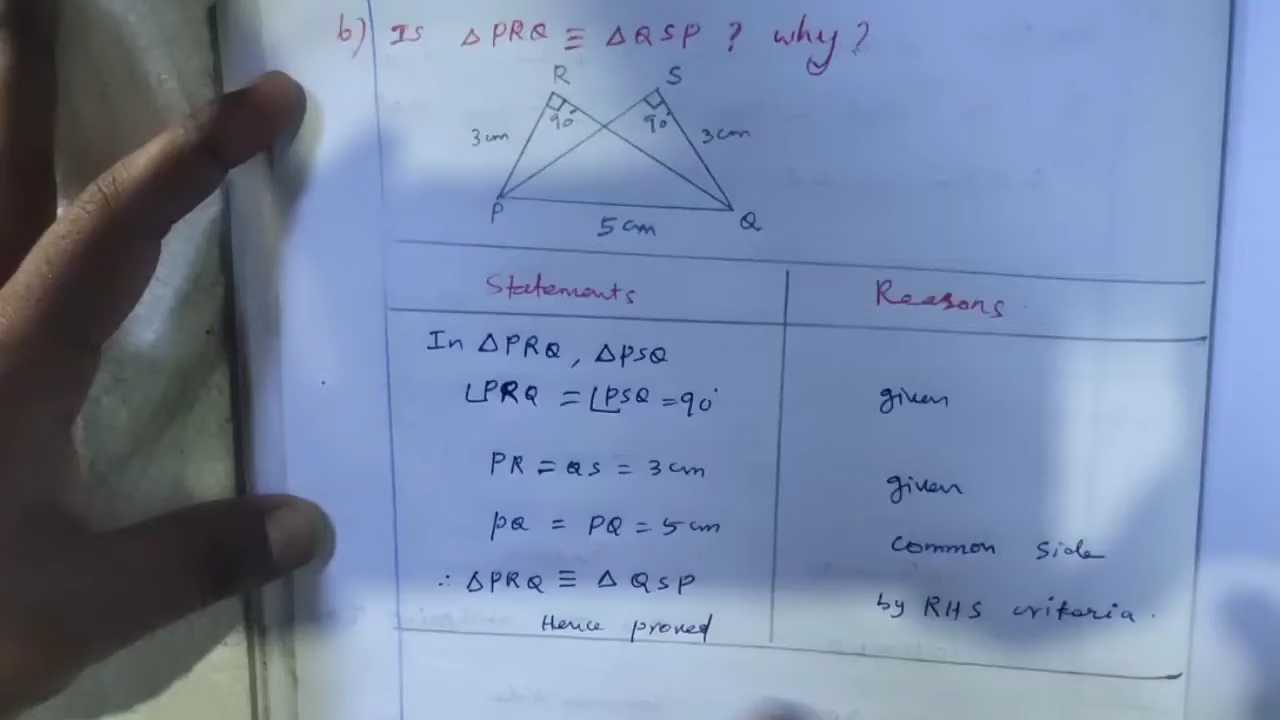 b) Is △PRQ ≡ △QSP ? why?
R S
3cm 90° 90° 3cm
P Q
5cm
Statements Reasons
In △PRQ, △PSQ
∠PRQ = ∠PSQ = 90° given
PR = QS = 3cm given
PQ = PQ = 5cm common side
∴ △PRQ ≡ △QSP by RHS criteria.
Hence proved